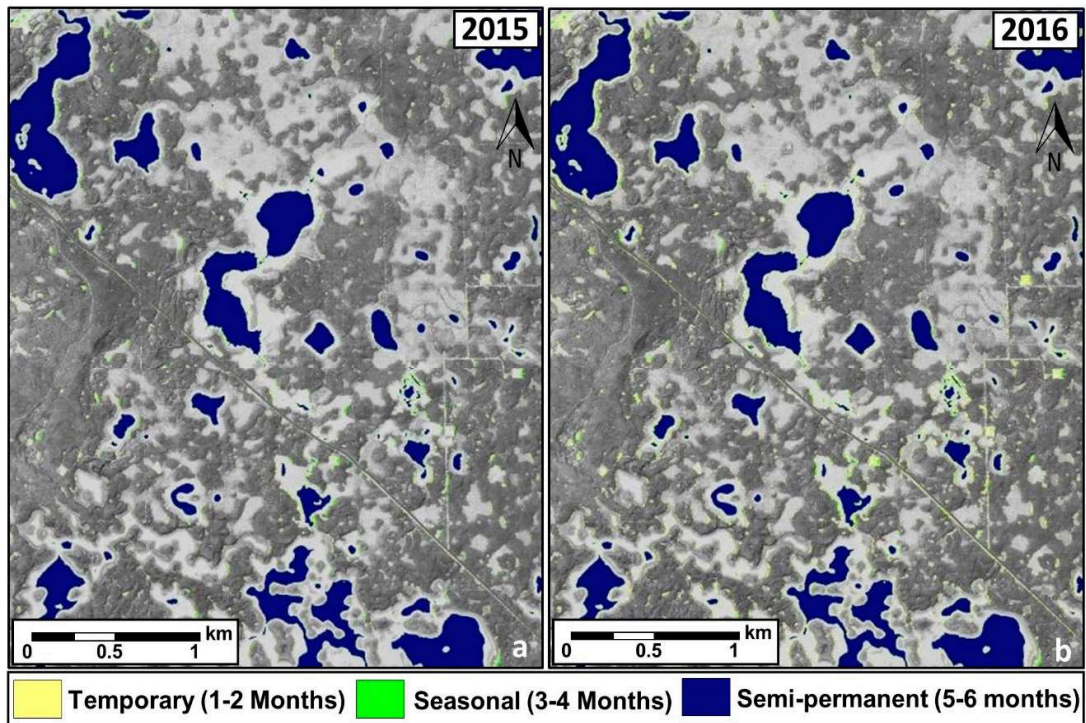 2015
2016
N
N
km
0
0.5
1
a
km
0
0.5
1
b
Temporary (1-2 Months)
Seasonal (3-4 Months)
Semi-permanent (5-6 months)